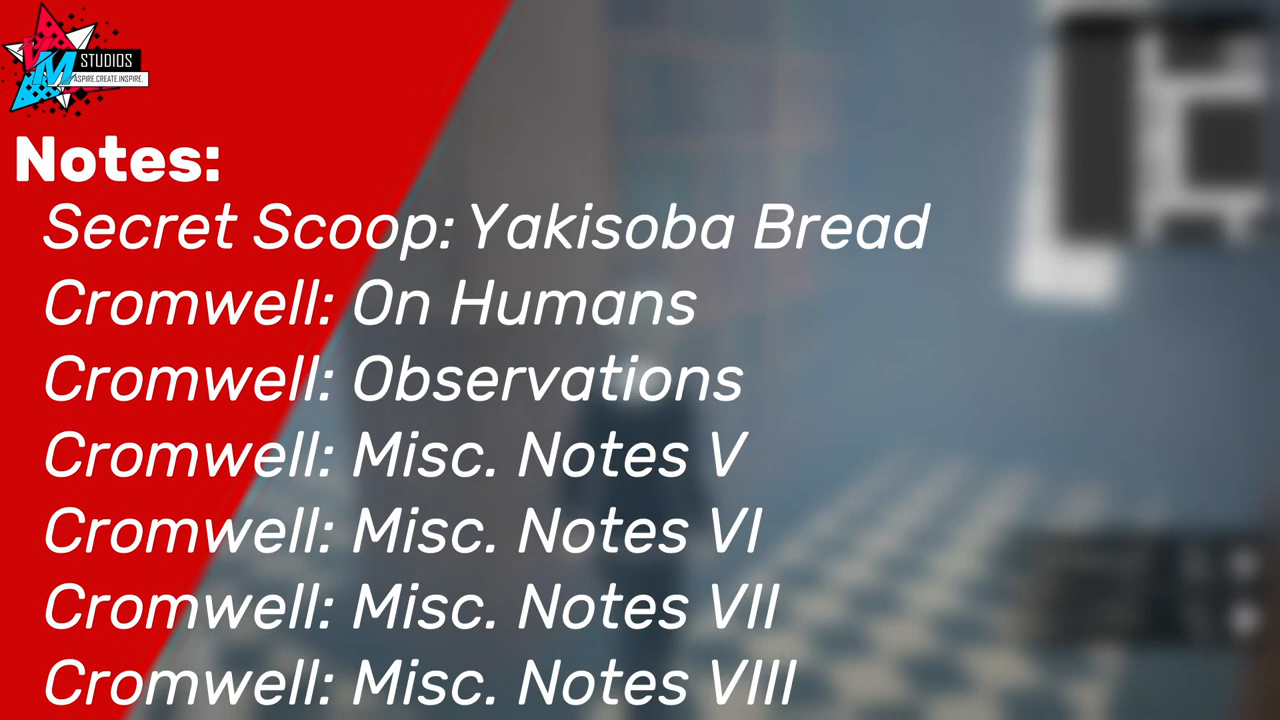 VM
STUDIOS
ASPIRE.CREATE.INSPIRE.
Notes:
Secret Scoop: Yakisoba Bread
Cromwell: On Humans
Cromwell: Observations
Cromwell: Misc. Notes V
Cromwell: Misc. Notes VI
Cromwell: Misc. Notes VII
Cromwell: Misc. Notes VIII